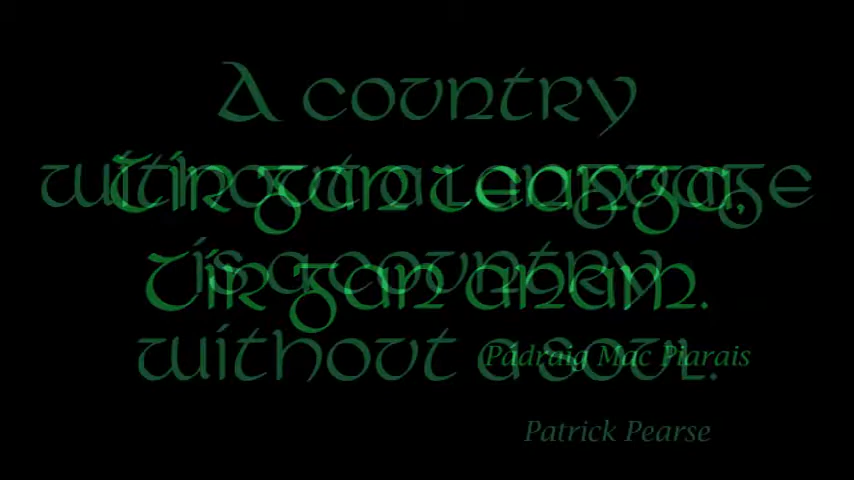 A country
without a language
Tír gan teanga,
is a country
Tír gan anam.
without a soul.
Pádraig Mac Piarais
Patrick Pearse